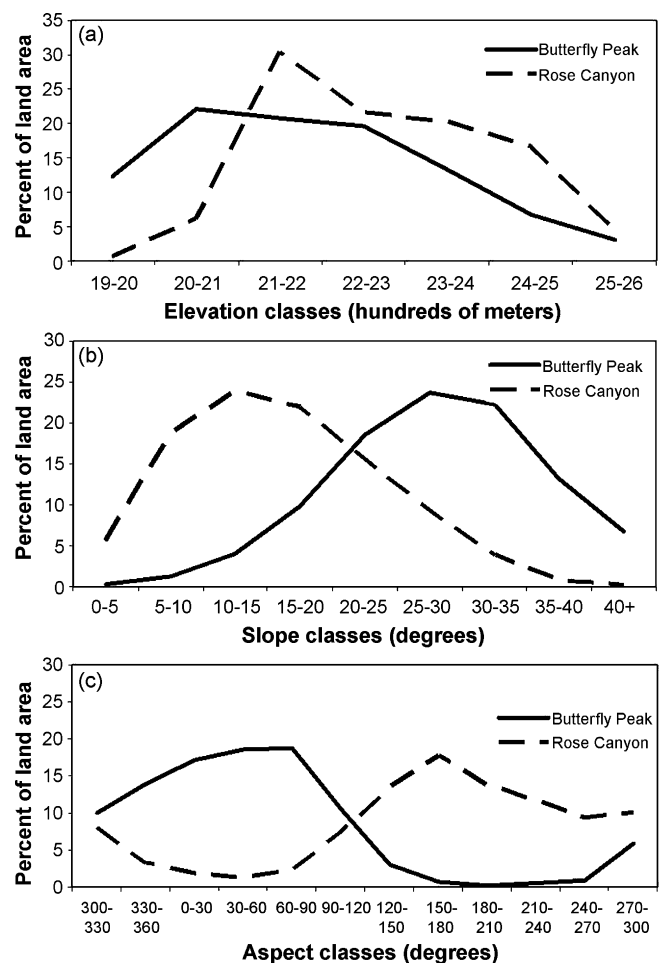 (a)
Butterfly Peak
Rose Canyon
Percent of land area
35
30
25
20
15
10
5
0
19-20 20-21 21-22 22-23 23-24 24-25 25-26
Elevation classes (hundreds of meters)
(b)
Butterfly Peak
Rose Canyon
Percent of land area
30
25
20
15
10
5
0
0-5 5-10 10-15 15-20 20-25 25-30 30-35 35-40 40+
Slope classes (degrees)
(c)
Butterfly Peak
Rose Canyon
Percent of land area
30
25
20
15
10
5
0
300-330 330-360 0-30 30-60 60-90 90-120 120-150 150-180 180-210 210-240 240-270 270-300
Aspect classes (degrees)